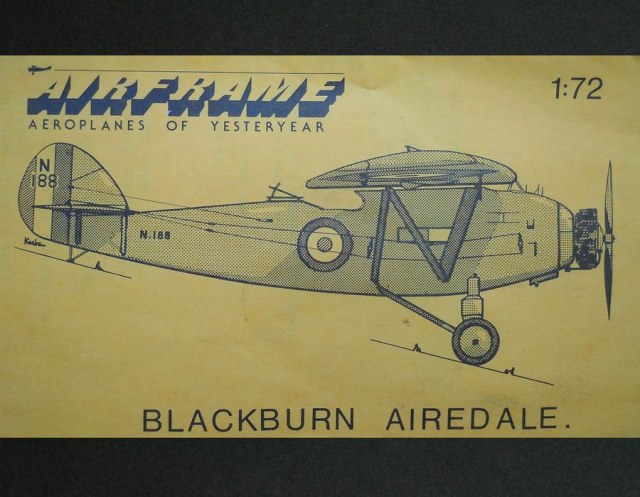 AIRFRAME
1:72
AEROPLANES OF YESTERYEAR
N
188
N.188
BLACKBURN AIREDALE.